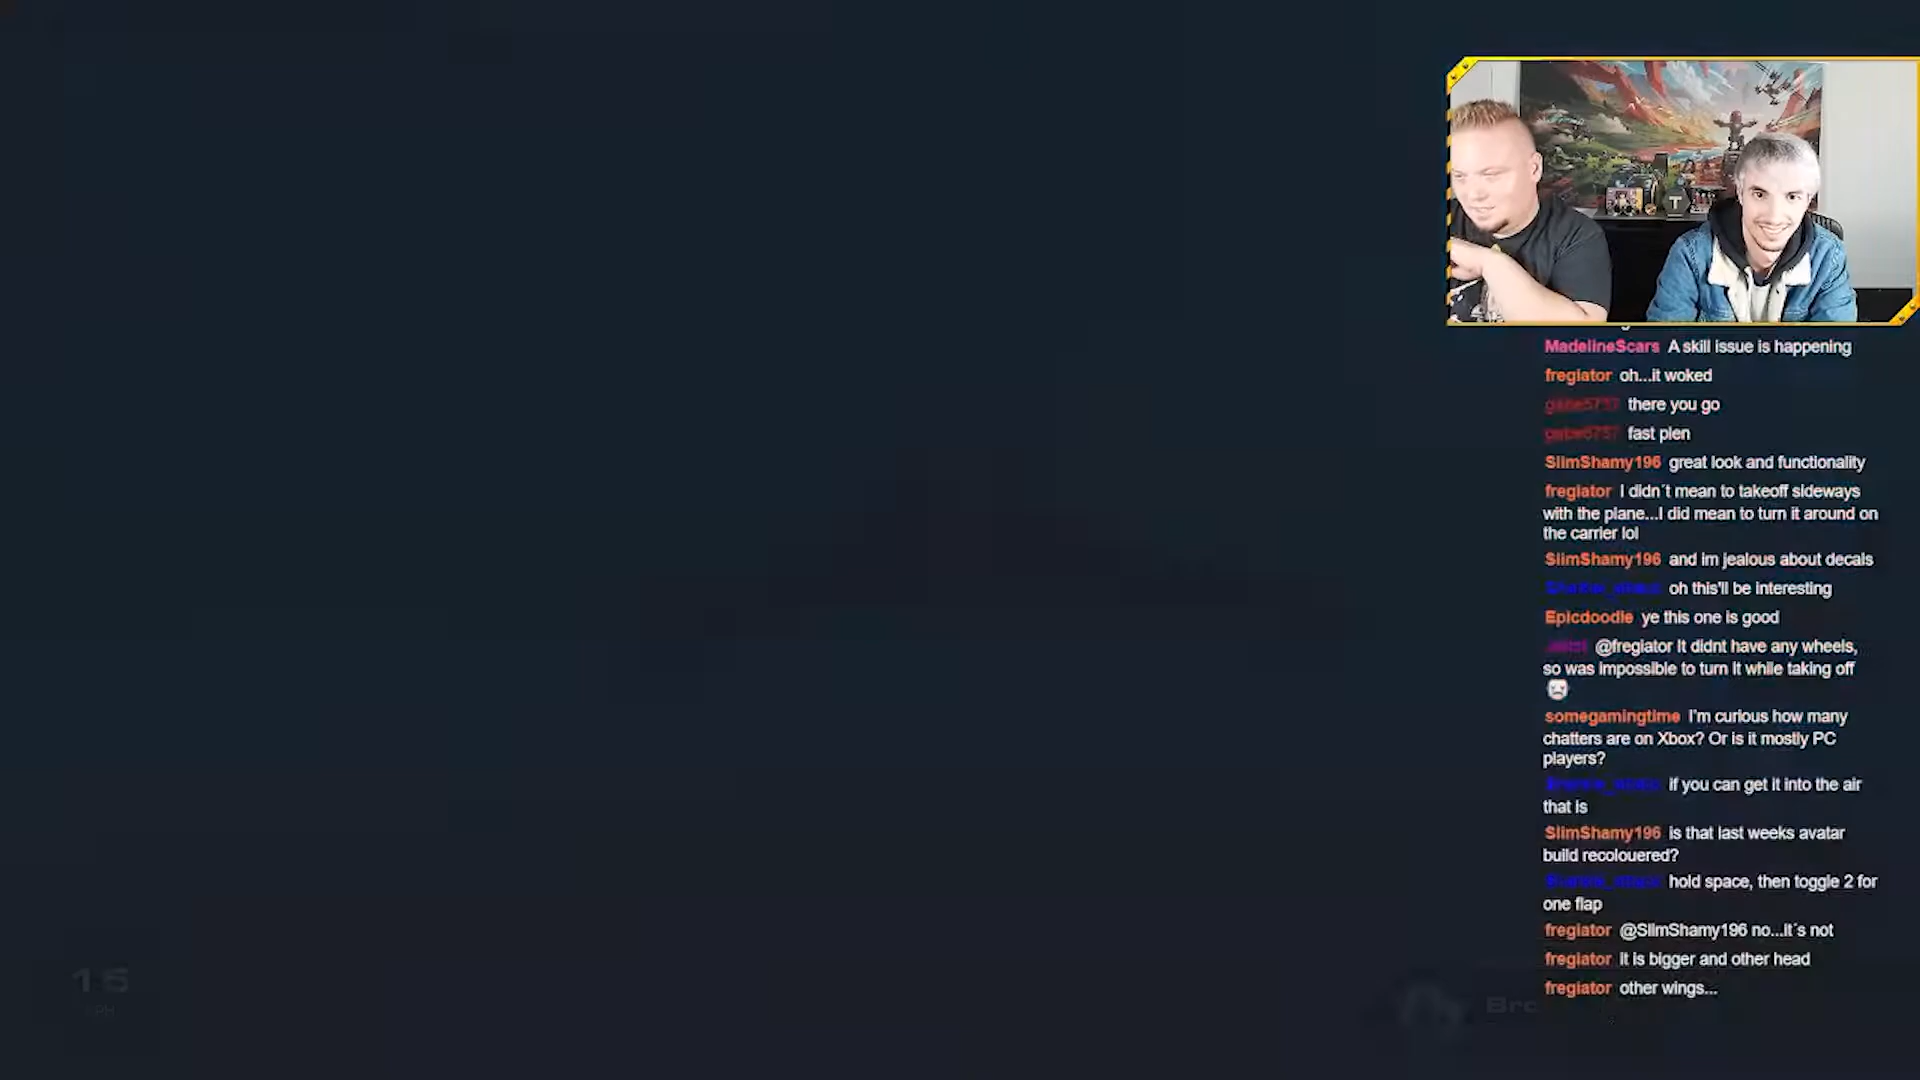 T
MadelineScars A skill issue is happening
fregiator oh...it woked
there you go
fast plen
SlimShamy196 great look and functionality
fregiator I didn´t mean to takeoff sideways
with the plane...I did mean to turn it around on
the carrier lol
SlimShamy196 and im jealous about decals
oh this'll be interesting
Epicdoodle ye this one is good
@fregiator It didnt have any wheels,
so was impossible to turn it while taking off
somegamingtime I'm curious how many
chatters are on Xbox? Or is it mostly PC
players?
if you can get it into the air
that is
SlimShamy196 is that last weeks avatar
build recolouered?
hold space, then toggle 2 for
one flap
fregiator @SlimShamy196 no...it´s not
fregiator it is bigger and other head
fregiator other wings...
15
Bro